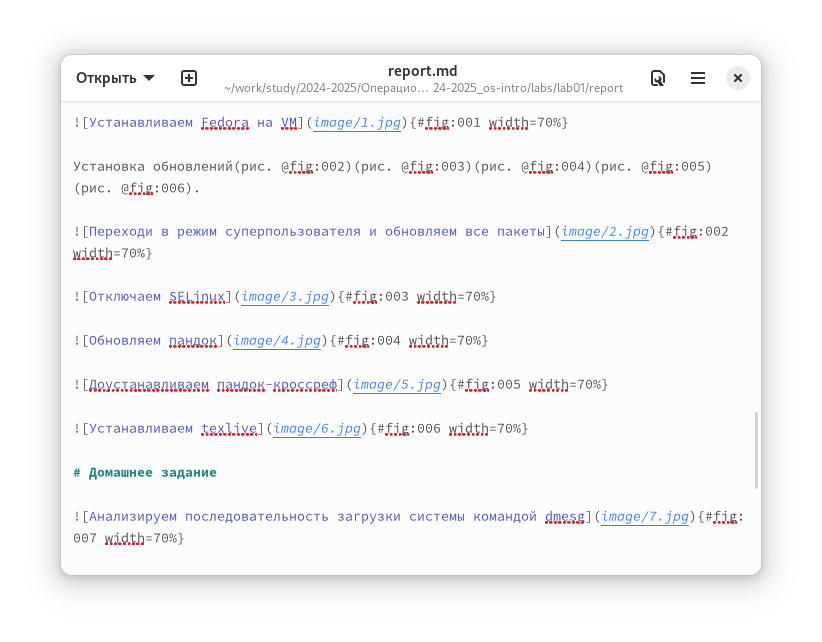 Открыть
report.md
~/work/study/2024-2025/Операцио… 24-2025_os-intro/labs/lab01/report
![Устанавливаем Fedora на VM](image/1.jpg){#fig:001 width=70%}
Установка обновлений(рис. @fig:002)(рис. @fig:003)(рис. @fig:004)(рис. @fig:005)
(рис. @fig:006).
![Переходи в режим суперпользователя и обновляем все пакеты](image/2.jpg){#fig:002
width=70%}
![Отключаем SELinux](image/3.jpg){#fig:003 width=70%}
![Обновляем пандок](image/4.jpg){#fig:004 width=70%}
![Доустанавливаем пандок-кроссреф](image/5.jpg){#fig:005 width=70%}
![Устанавливаем texlive](image/6.jpg){#fig:006 width=70%}
# Домашнее задание
![Анализируем последовательность загрузки системы командой dmesg](image/7.jpg){#fig:
007 width=70%}